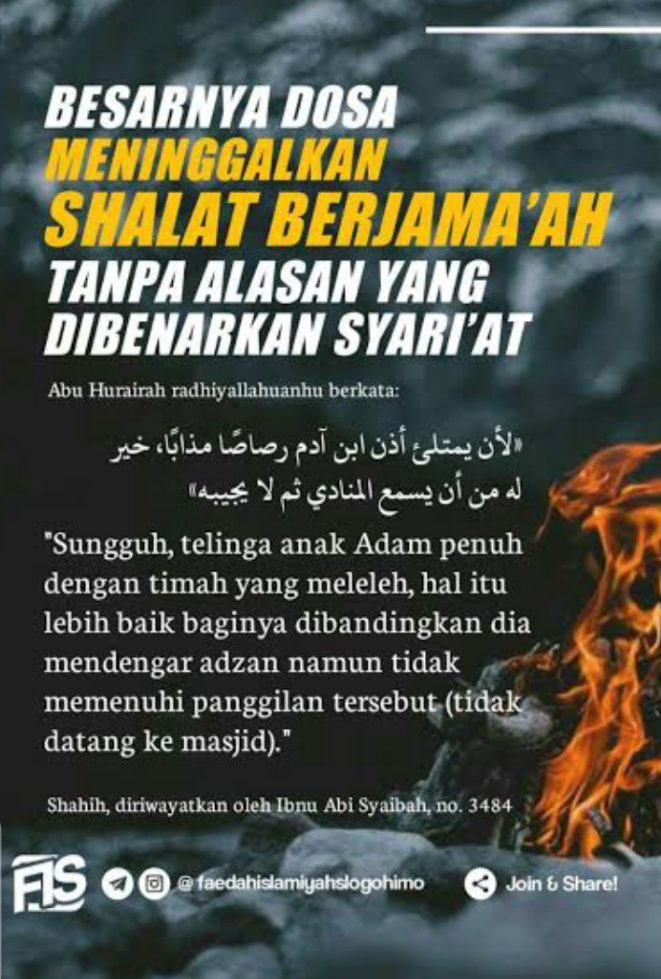 BESARNYA DOSA
MENINGGALKAN
SHALAT BERJAMA'AH
TANPA ALASAN YANG
DIBENARKAN SYARI'AT
Abu Hurairah radhiyallahuanhu berkata:
«لأن يمتلئ أذن ابن آدم رصاصًا مذابًا، خير
له من أن يسمع المنادي ثم لا يجيبه»
"Sungguh, telinga anak Adam penuh
dengan timah yang meleleh, hal itu
lebih baik baginya dibandingkan dia
mendengar adzan namun tidak
memenuhi panggilan tersebut (tidak
datang ke masjid)."
Shahih, diriwayatkan oleh Ibnu Abi Syaibah, no. 3484
FIS @faedahislamiyahslogohimo Join & Share!